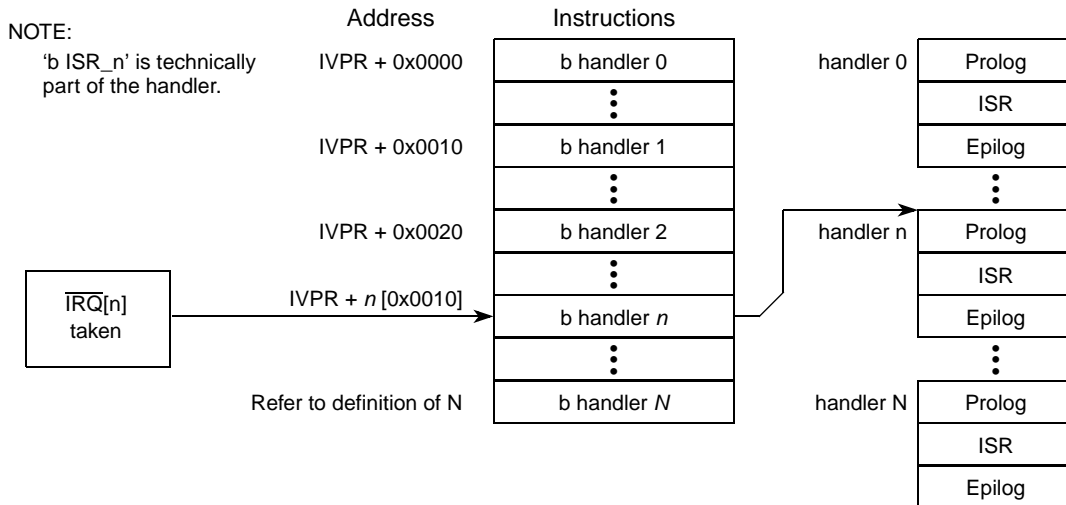 Address Instructions
NOTE:
‘b ISR_n’ is technically
part of the handler.
IVPR + 0x0000 b handler 0 handler 0 Prolog
ISR
IVPR + 0x0010 b handler 1 Epilog
IVPR + 0x0020 b handler 2 handler n Prolog
ISR
IRQ[n]
taken
IVPR + n [0x0010] b handler n Epilog
Refer to definition of N b handler N handler N Prolog
ISR
Epilog